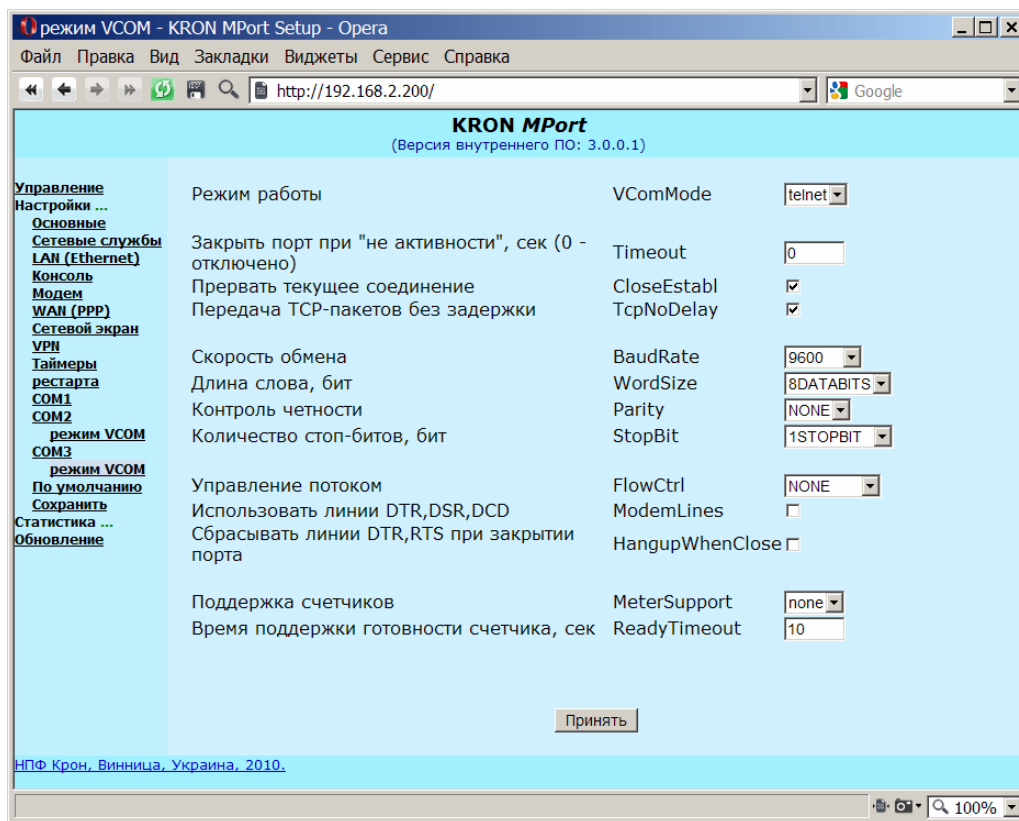 режим VCOM - KRON MPort Setup - Opera
Файл Правка Вид Закладки Виджеты Сервис Справка
http://192.168.2.200/
Google
KRON MPort
(Версия внутреннего ПО: 3.0.0.1)
Управление
Настройки ...
Основные
Сетевые службы
LAN (Ethernet)
Консоль
Модем
WAN (PPP)
Сетевой экран
VPN
Таймеры
рестарта
COM1
COM2
режим VCOM
COM3
режим VCOM
По умолчанию
Сохранить
Статистика ...
Обновление
Режим работы VComMode telnet
Закрыть порт при "не активности", сек (0 -
отключено) Timeout 0
Прервать текущее соединение CloseEstabl
Передача TCP-пакетов без задержки TcpNoDelay
Скорость обмена BaudRate 9600
Длина слова, бит WordSize 8DATABITS
Контроль четности Parity NONE
Количество стоп-битов, бит StopBit 1STOPBIT
Управление потоком FlowCtrl NONE
Использовать линии DTR,DSR,DCD ModemLines
Сбрасывать линии DTR,RTS при закрытии
порта HangupWhenClose
Поддержка счетчиков MeterSupport none
Время поддержки готовности счетчика, сек ReadyTimeout 10
Принять
НПФ Крон, Винница, Украина, 2010.
100%